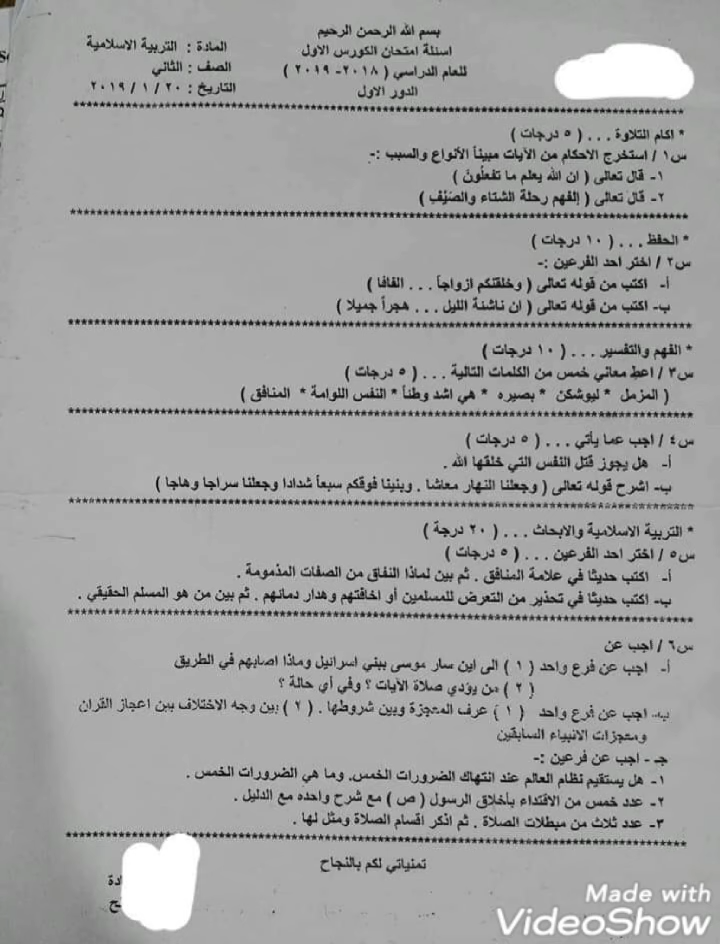 بسم الله الرحمن الرحيم
اسئلة امتحان الكورس الاول
للعام الدراسي ( ٢٠١٨- ٢٠١٩ )
الدور الاول
المادة : التربية الاسلامية
الصف : الثاني
التاريخ : ٢٠ / ١ / ٢٠١٩
* احكام التلاوة . . . ( ٥ درجات )
س١ / استخرج الاحكام من الآيات مبيناً الأنواع والسبب :-
١- قال تعالى ( ان الله يعلم ما تفعلون )
٢- قال تعالى ( إلفهم رحلة الشتاء والصيف )
* الحفظ . . . ( ١٠ درجات )
س٢ / اختر احد الفرعين :-
أ- اكتب من قوله تعالى ( وخلقنكم ازواجاً . . . الفافا )
ب- اكتب من قوله تعالى ( ان ناشئة الليل . . . هجراً جميلا )
* الفهم والتفسير . . . ( ١٠ درجات )
س٣ / اعط معاني خمس من الكلمات التالية . . . ( ٥ درجات )
( المزمل * ليوشكن * بصيره * هي اشد وطئاً * النفس اللوامة * المنافق )
س٤ / اجب عما يأتي . . . ( ٥ درجات )
أ- هل يجوز قتل النفس التي خلقها الله .
ب- اشرح قوله تعالى ( وجعلنا النهار معاشا . وبنينا فوقكم سبعاً شدادا وجعلنا سراجا وهاجا )
* التربية الاسلامية والابحاث . . . ( ٢٠ درجة )
س٥ / اختر احد الفرعين . . . ( ٥ درجات )
أ- اكتب حديثا في علامة المنافق . ثم بين لماذا النفاق من الصفات المذمومة .
ب- اكتب حديثا في تحذير من التعرض للمسلمين أو اخافتهم وهدار دمائهم . ثم بين من هو المسلم الحقيقي .
س٦ / اجب عن
أ- اجب عن فرع واحد ( ١ ) الى اين سار موسى ببني اسرائيل وماذا اصابهم في الطريق
( ٢ ) من يؤدي صلاة الآيات ؟ وفي أي حالة ؟
ب- اجب عن فرع واحد ( ١ ) عرف المعجزة وبين شروطها . ( ٢ ) بين وجه الاختلاف بين اعجاز القران
ومعجزات الانبياء السابقين
جـ - اجب عن فرعين :-
١- هل يستقيم نظام العالم عند انتهاك الضرورات الخمس. وما هي الضرورات الخمس .
٢- عدد خمس من الاقتداء بأخلاق الرسول ( ص ) مع شرح واحده مع الدليل .
٣- عدد ثلاث من مبطلات الصلاة . ثم اذكر اقسام الصلاة ومثل لها .
تمنياتي لكم بالنجاح
Made with
VideoShow